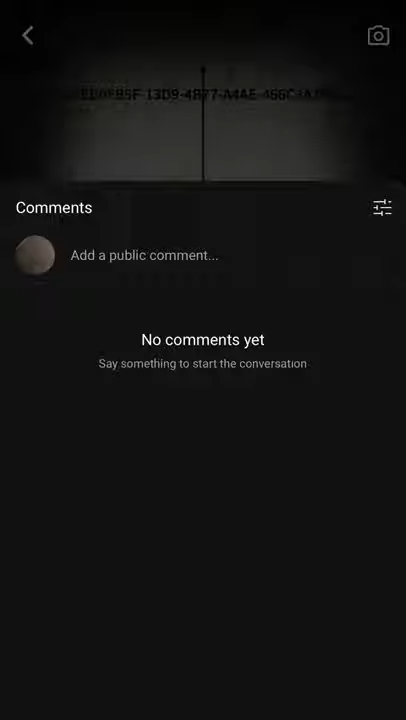 Comments
Add a public comment...
No comments yet
Say something to start the conversation